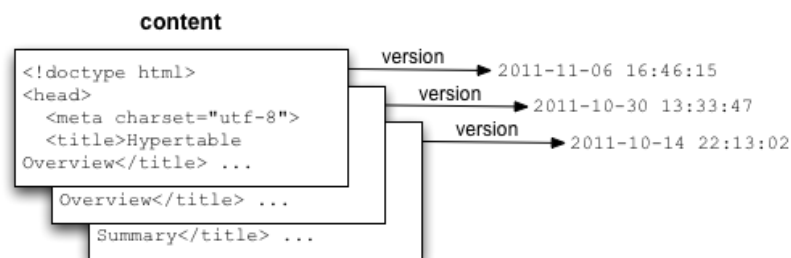 content
version
<!doctype html>
2011-11-06 16:46:15
<head>
version
<meta charset="utf-8">
2011-10-30 13:33:47
<title>Hypertable
version
2011-10-14 22:13:02
Overview</title> ...
Overview</title> ...
Summary</title> ...